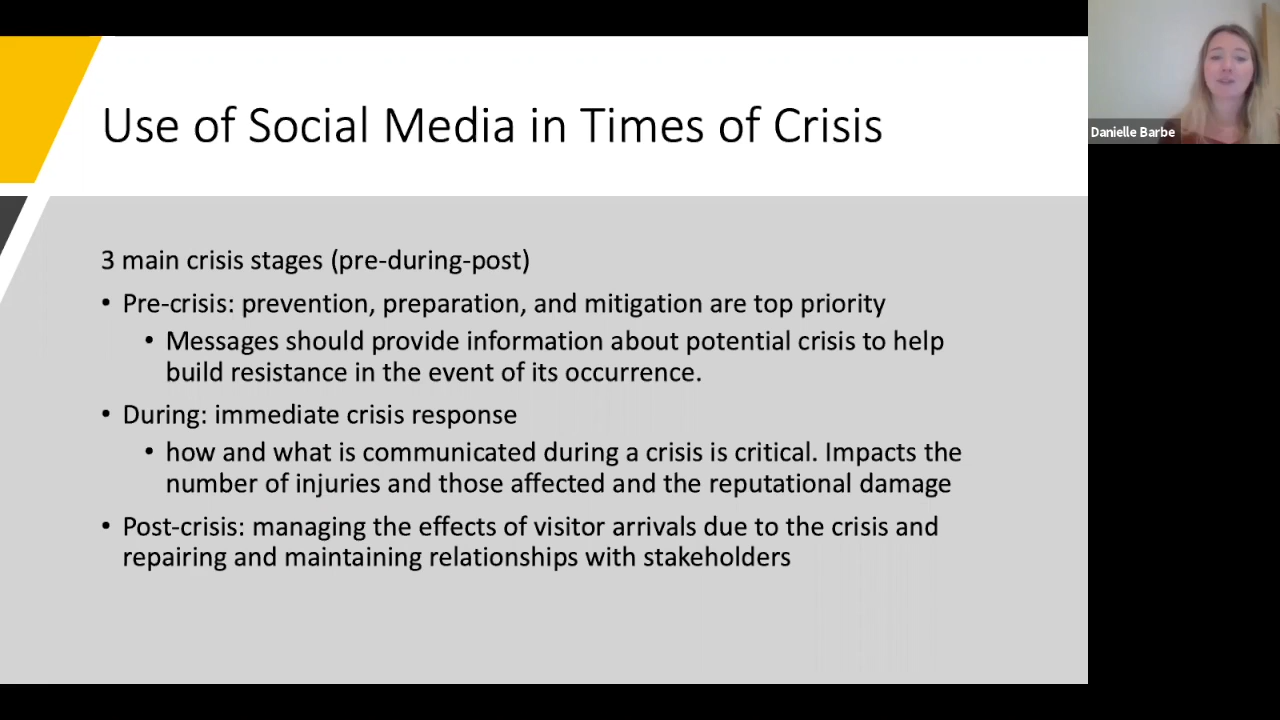 Use of Social Media in Times of Crisis
Danielle Barbe
3 main crisis stages (pre-during-post)
• Pre-crisis: prevention, preparation, and mitigation are top priority
• Messages should provide information about potential crisis to help
build resistance in the event of its occurrence.
• During: immediate crisis response
• how and what is communicated during a crisis is critical. Impacts the
number of injuries and those affected and the reputational damage
• Post-crisis: managing the effects of visitor arrivals due to the crisis and
repairing and maintaining relationships with stakeholders